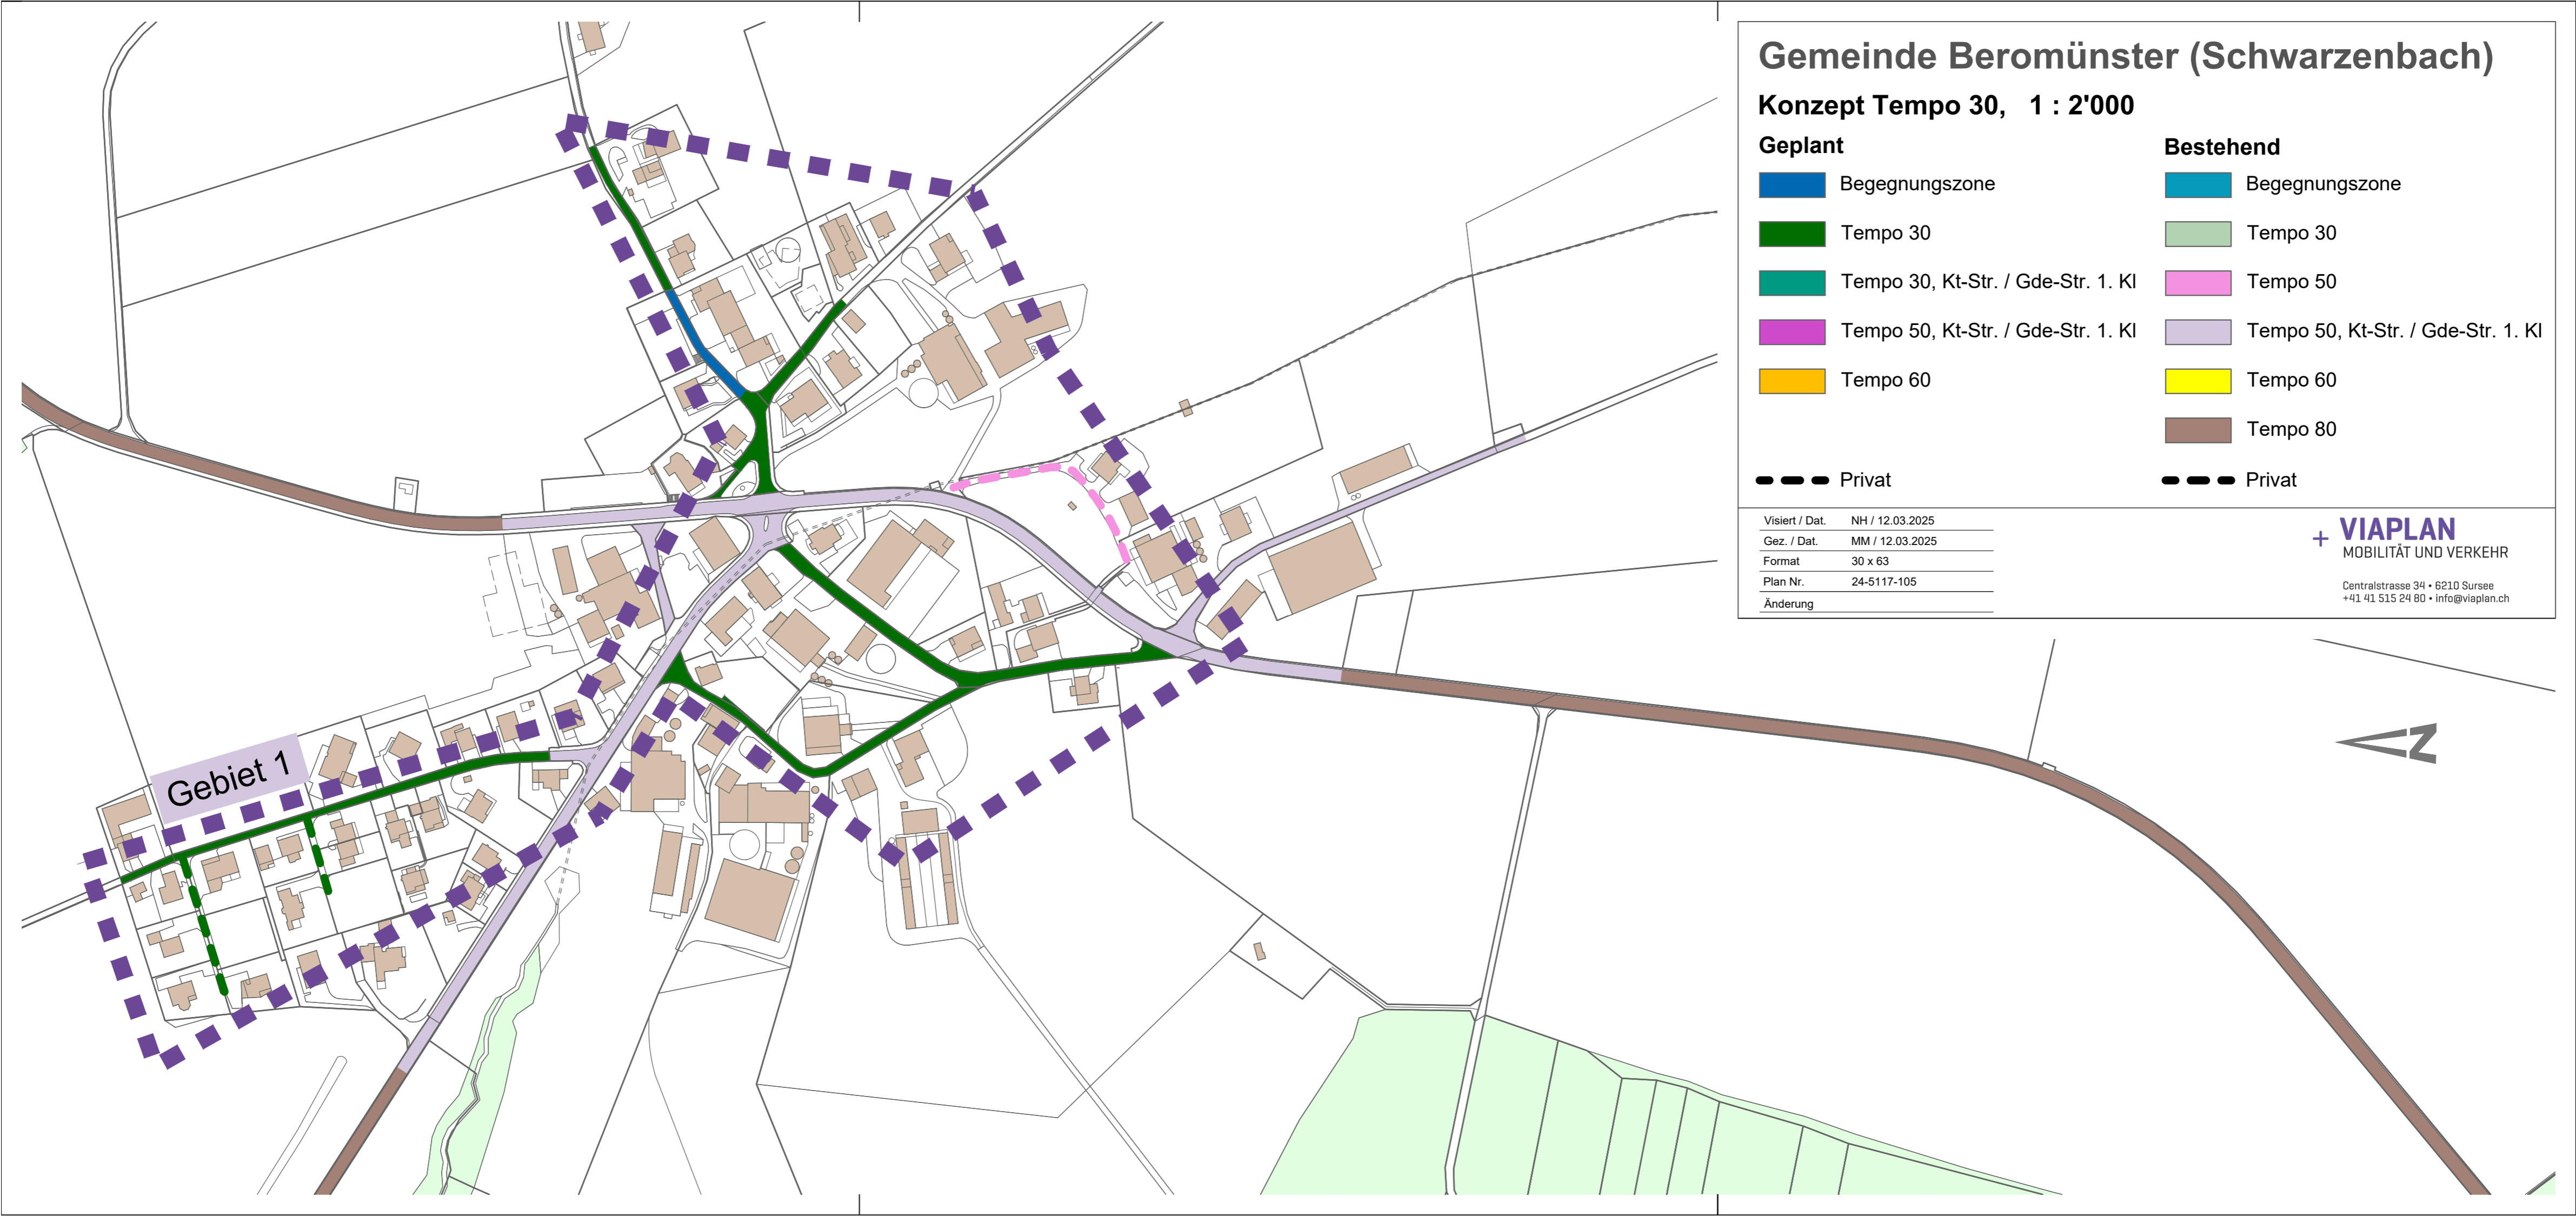 Gemeinde Beromünster (Schwarzenbach)
Konzept Tempo 30, 1 : 2'000
Geplant Bestehend
Begegnungszone Begegnungszone
Tempo 30 Tempo 30
Tempo 30, Kt-Str. / Gde-Str. 1. Kl Tempo 50
Tempo 50, Kt-Str. / Gde-Str. 1. Kl Tempo 50, Kt-Str. / Gde-Str. 1. Kl
Tempo 60 Tempo 60
Tempo 80
Privat Privat
Visiert / Dat. NH / 12.03.2025
Gez. / Dat. MM / 12.03.2025
Format 30 x 63
Plan Nr. 24-5117-105
Änderung
+ VIAPLAN
MOBILITÄT UND VERKEHR
Centralstrasse 34 • 6210 Sursee
+41 41 515 24 80 • info@viaplan.ch
N
Gebiet 1